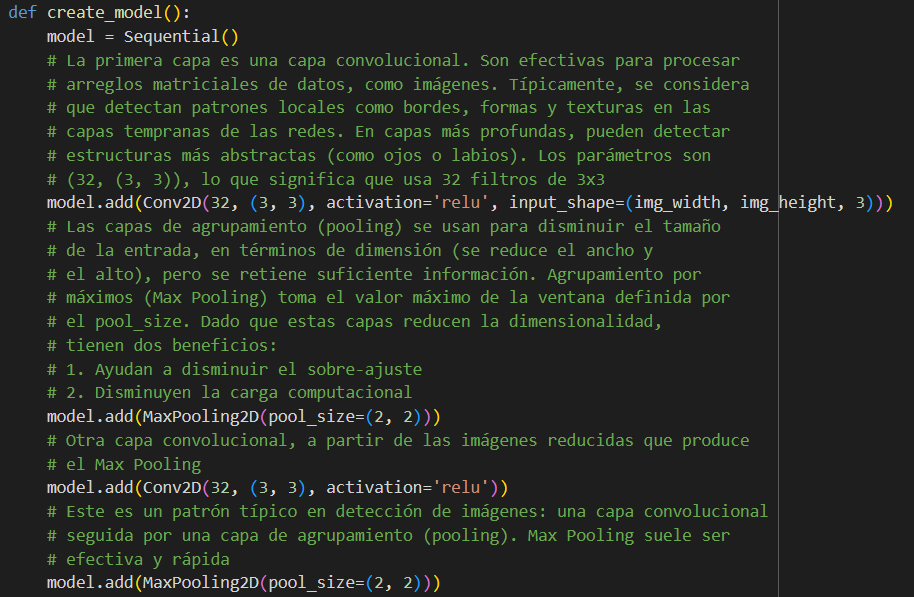 def create_model():
    model = Sequential()
    # La primera capa es una capa convolucional. Son efectivas para procesar
    # arreglos matriciales de datos, como imágenes. Típicamente, se considera
    # que detectan patrones locales como bordes, formas y texturas en las
    # capas tempranas de las redes. En capas más profundas, pueden detectar
    # estructuras más abstractas (como ojos o labios). Los parámetros son
    # (32, (3, 3)), lo que significa que usa 32 filtros de 3x3
    model.add(Conv2D(32, (3, 3), activation='relu', input_shape=(img_width, img_height, 3)))
    # Las capas de agrupamiento (pooling) se usan para disminuir el tamaño
    # de la entrada, en términos de dimensión (se reduce el ancho y
    # el alto), pero se retiene suficiente información. Agrupamiento por
    # máximos (Max Pooling) toma el valor máximo de la ventana definida por
    # el pool_size. Dado que estas capas reducen la dimensionalidad,
    # tienen dos beneficios:
    # 1. Ayudan a disminuir el sobre-ajuste
    # 2. Disminuyen la carga computacional
    model.add(MaxPooling2D(pool_size=(2, 2)))
    # Otra capa convolucional, a partir de las imágenes reducidas que produce
    # el Max Pooling
    model.add(Conv2D(32, (3, 3), activation='relu'))
    # Este es un patrón típico en detección de imágenes: una capa convolucional
    # seguida por una capa de agrupamiento (pooling). Max Pooling suele ser
    # efectiva y rápida
    model.add(MaxPooling2D(pool_size=(2, 2)))